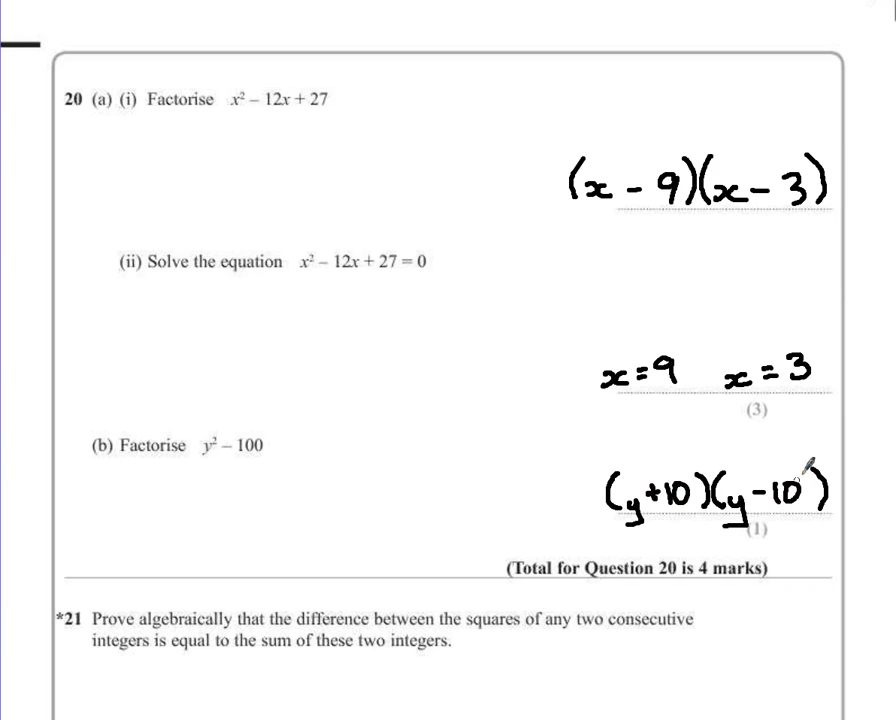 20 (a) (i) Factorise x² – 12x + 27
(x - 9)(x - 3)
(ii) Solve the equation x² – 12x + 27 = 0
x = 9 x = 3
(3)
(b) Factorise y² – 100
(y+10)(y-10)
(1)
(Total for Question 20 is 4 marks)
*21 Prove algebraically that the difference between the squares of any two consecutive
integers is equal to the sum of these two integers.